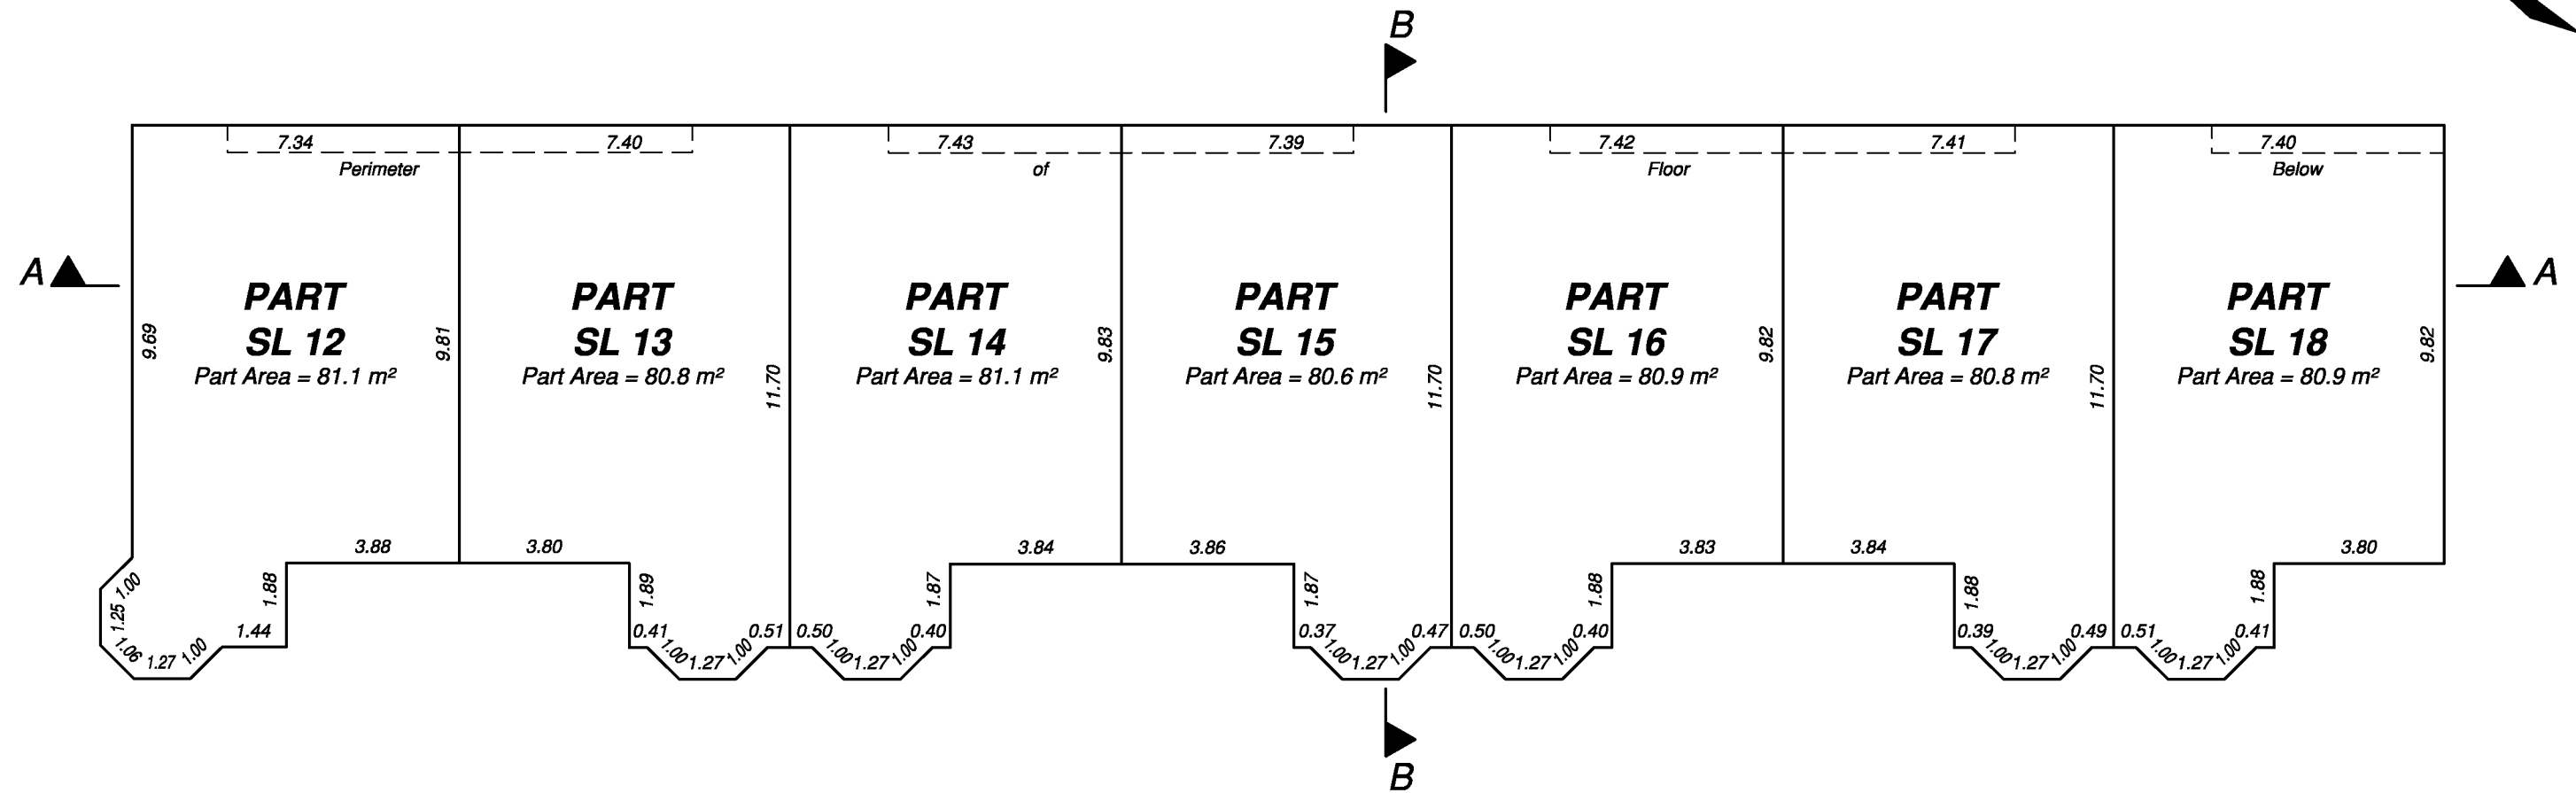 B
7.34
7.40
7.43
7.39
7.42
7.41
7.40
Perimeter
of
Floor
Below
A
A
PART
SL 12
Part Area = 81.1 m²
PART
SL 13
Part Area = 80.8 m²
PART
SL 14
Part Area = 81.1 m²
PART
SL 15
Part Area = 80.6 m²
PART
SL 16
Part Area = 80.9 m²
PART
SL 17
Part Area = 80.8 m²
PART
SL 18
Part Area = 80.9 m²
9.69
9.81
11.70
9.83
11.70
9.82
11.70
9.82
3.88
3.80
3.84
3.86
3.83
3.84
3.80
1.00
1.25
1.06
1.27
1.00
1.44
1.88
1.89
0.41
1.00
1.27
1.00
0.51
0.50
1.00
1.27
1.00
0.40
1.87
1.87
0.37
1.00
1.27
1.00
0.47
0.50
1.00
1.27
1.00
0.40
1.88
1.88
0.39
1.00
1.27
1.00
0.49
0.51
1.00
1.27
1.00
0.41
1.88
B